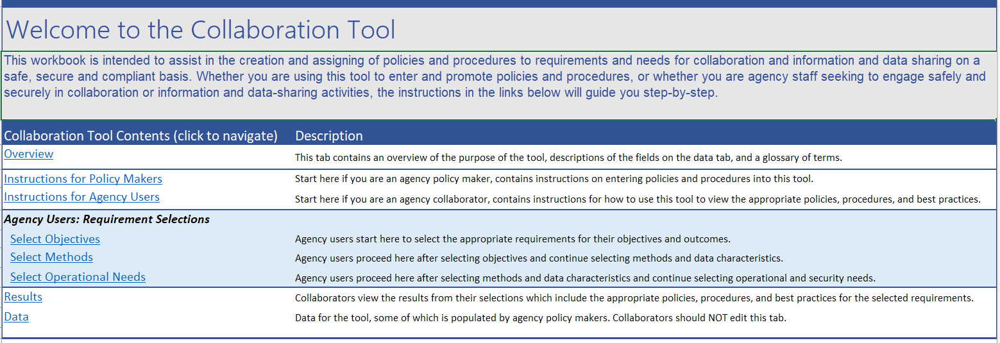 Welcome to the Collaboration Tool
This workbook is intended to assist in the creation and assigning of policies and procedures to requirements and needs for collaboration and information and data sharing on a
safe, secure and compliant basis. Whether you are using this tool to enter and promote policies and procedures, or whether you are agency staff seeking to engage safely and
securely in collaboration or information and data-sharing activities, the instructions in the links below will guide you step-by-step.
Collaboration Tool Contents (click to navigate) Description
Overview This tab contains an overview of the purpose of the tool, descriptions of the fields on the data tab, and a glossary of terms.
Instructions for Policy Makers Start here if you are an agency policy maker, contains instructions on entering policies and procedures into this tool.
Instructions for Agency Users Start here if you are an agency collaborator, contains instructions for how to use this tool to view the appropriate policies, procedures, and best practices.
Agency Users: Requirement Selections
Select Objectives Agency users start here to select the appropriate requirements for their objectives and outcomes.
Select Methods Agency users proceed here after selecting objectives and continue selecting methods and data characteristics.
Select Operational Needs Agency users proceed here after selecting methods and data characteristics and continue selecting operational and security needs.
Results Collaborators view the results from their selections which include the appropriate policies, procedures, and best practices for the selected requirements.
Data Data for the tool, some of which is populated by agency policy makers. Collaborators should NOT edit this tab.